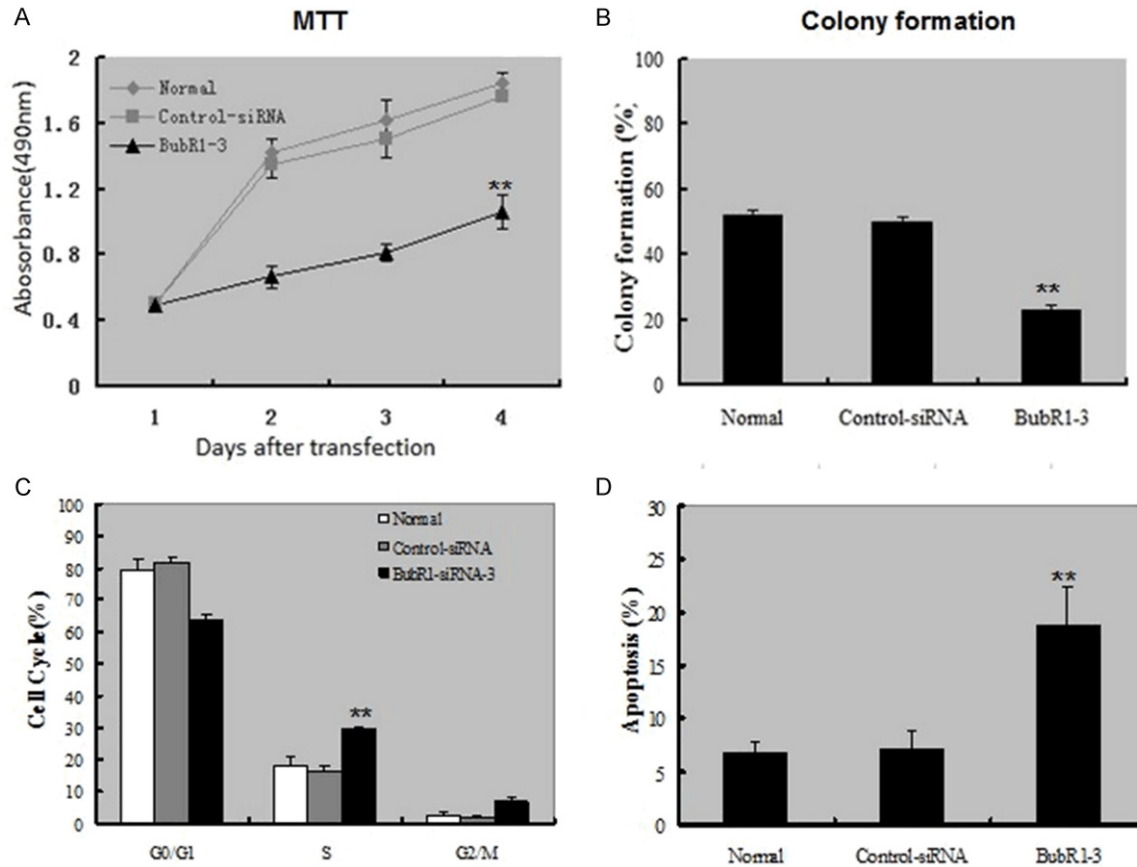 A
MTT
Abosorbance(490nm)
2
1.6
1.2
0.8
0.4
0
Normal
Control-siRNA
BubR1-3
**
1 2 3 4
Days after transfection
B
Colony formation
Colony formation (%)
100
80
60
40
20
0
**
Normal Control-siRNA BubR1-3
C
Cell Cycle(%)
100
90
80
70
60
50
40
30
20
10
0
Normal
Control-siRNA
BubR1-siRNA-3
**
G0/G1 S G2/M
D
Apoptosis (%)
30
25
20
15
10
5
0
**
Normal Control-siRNA BubR1-3